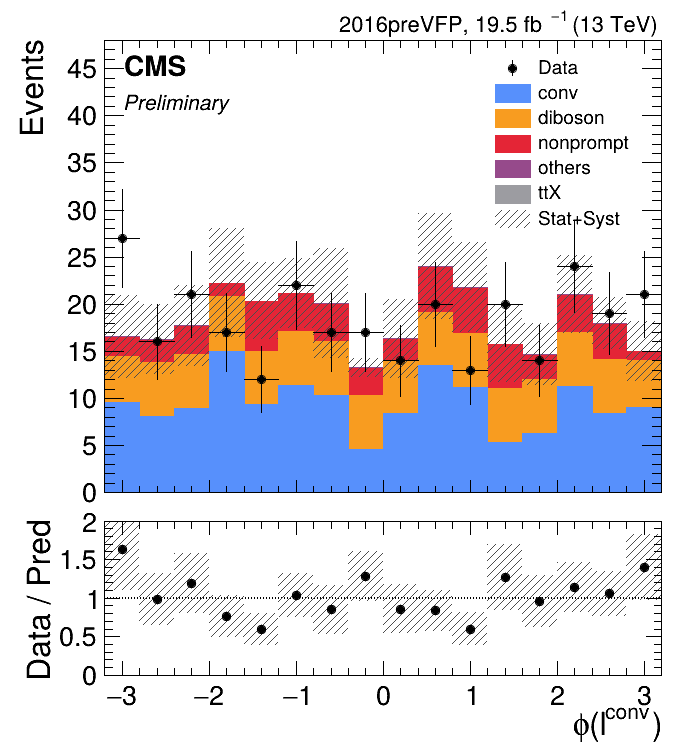 2016preVFP, 19.5 fb⁻¹ (13 TeV)
Events
CMS
Preliminary
Data
conv
diboson
nonprompt
others
ttX
Stat+Syst
45
40
35
30
25
20
15
10
5
0
Data / Pred
2
1.5
1
0.5
0
−3 −2 −1 0 1 2 3
ϕ(l^conv)